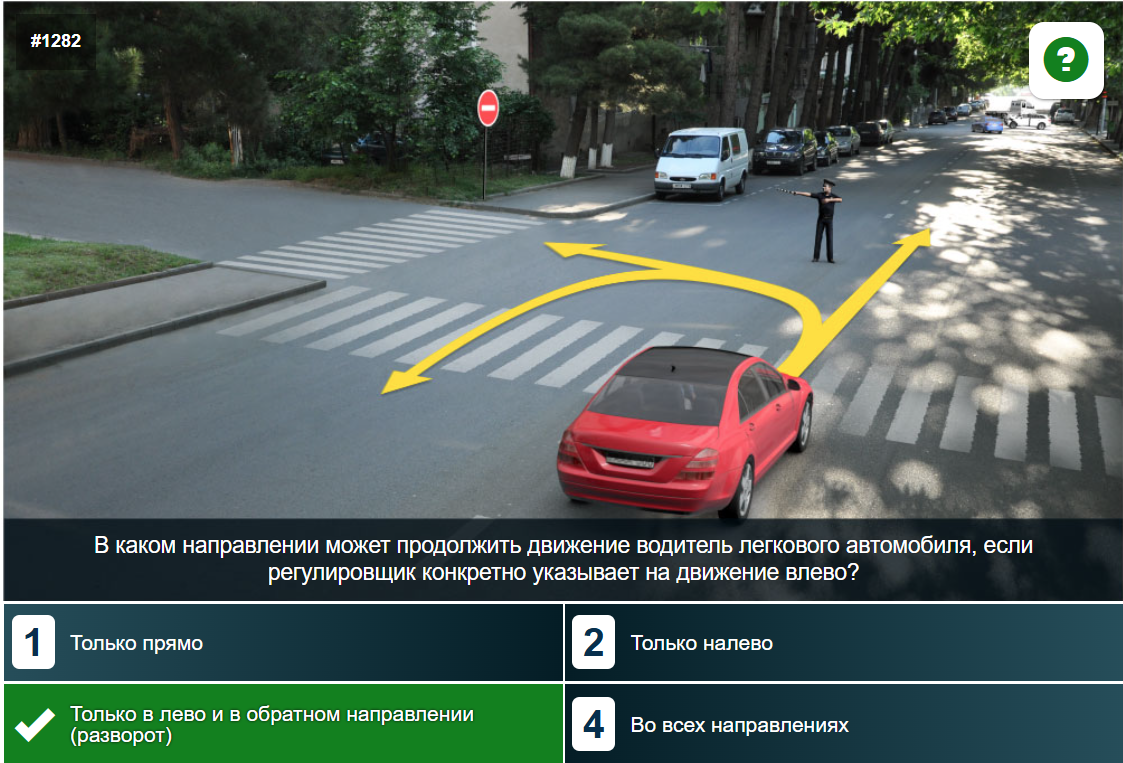 #1282
?
В каком направлении может продолжить движение водитель легкового автомобиля, если
регулировщик конкретно указывает на движение влево?
1 Только прямо
2 Только налево
Только в лево и в обратном направлении
(разворот)
4 Во всех направлениях